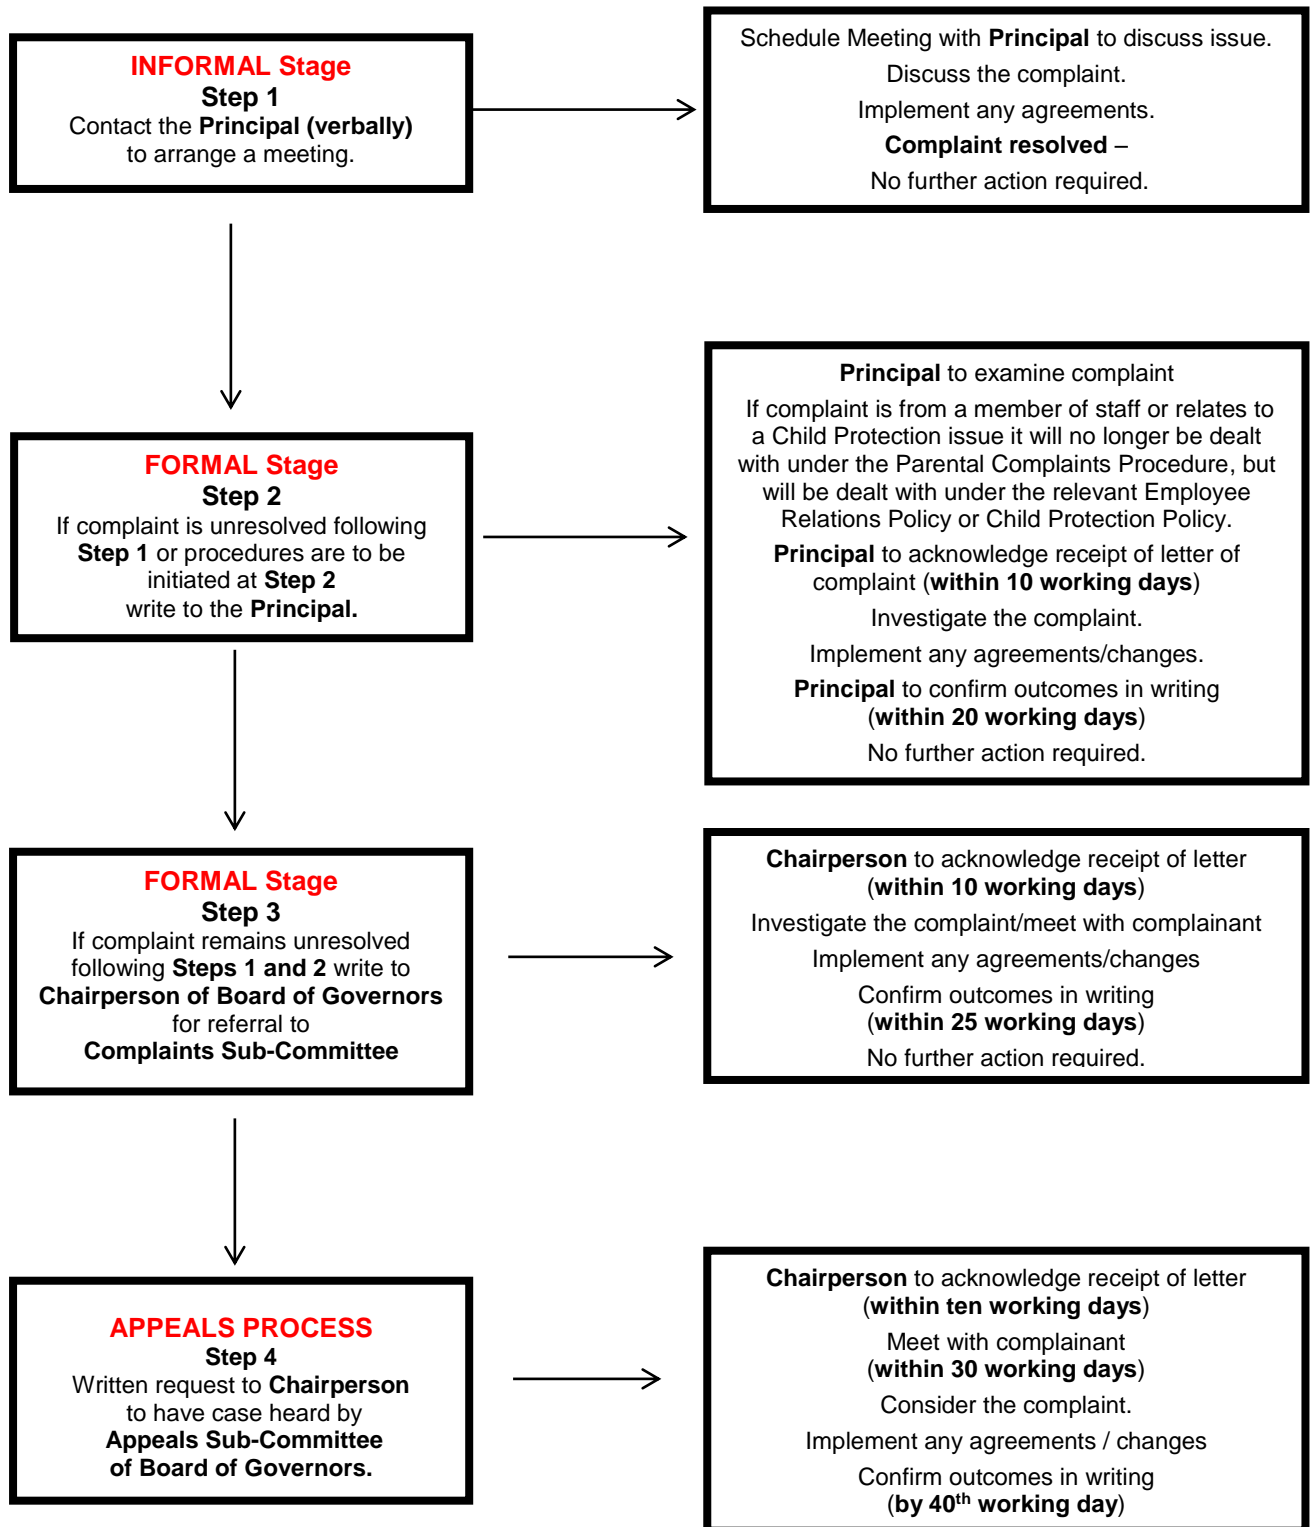 INFORMAL Stage
Step 1
Contact the Principal (verbally)
to arrange a meeting.
Schedule Meeting with Principal to discuss issue.
Discuss the complaint.
Implement any agreements.
Complaint resolved –
No further action required.
FORMAL Stage
Step 2
If complaint is unresolved following
Step 1 or procedures are to be
initiated at Step 2
write to the Principal.
Principal to examine complaint
If complaint is from a member of staff or relates to
a Child Protection issue it will no longer be dealt
with under the Parental Complaints Procedure, but
will be dealt with under the relevant Employee
Relations Policy or Child Protection Policy.
Principal to acknowledge receipt of letter of
complaint (within 10 working days)
Investigate the complaint.
Implement any agreements/changes.
Principal to confirm outcomes in writing
(within 20 working days)
No further action required.
FORMAL Stage
Step 3
If complaint remains unresolved
following Steps 1 and 2 write to
Chairperson of Board of Governors
for referral to
Complaints Sub-Committee
Chairperson to acknowledge receipt of letter
(within 10 working days)
Investigate the complaint/meet with complainant
Implement any agreements/changes
Confirm outcomes in writing
(within 25 working days)
No further action required.
APPEALS PROCESS
Step 4
Written request to Chairperson
to have case heard by
Appeals Sub-Committee
of Board of Governors.
Chairperson to acknowledge receipt of letter
(within ten working days)
Meet with complainant
(within 30 working days)
Consider the complaint.
Implement any agreements / changes
Confirm outcomes in writing
(by 40th working day)